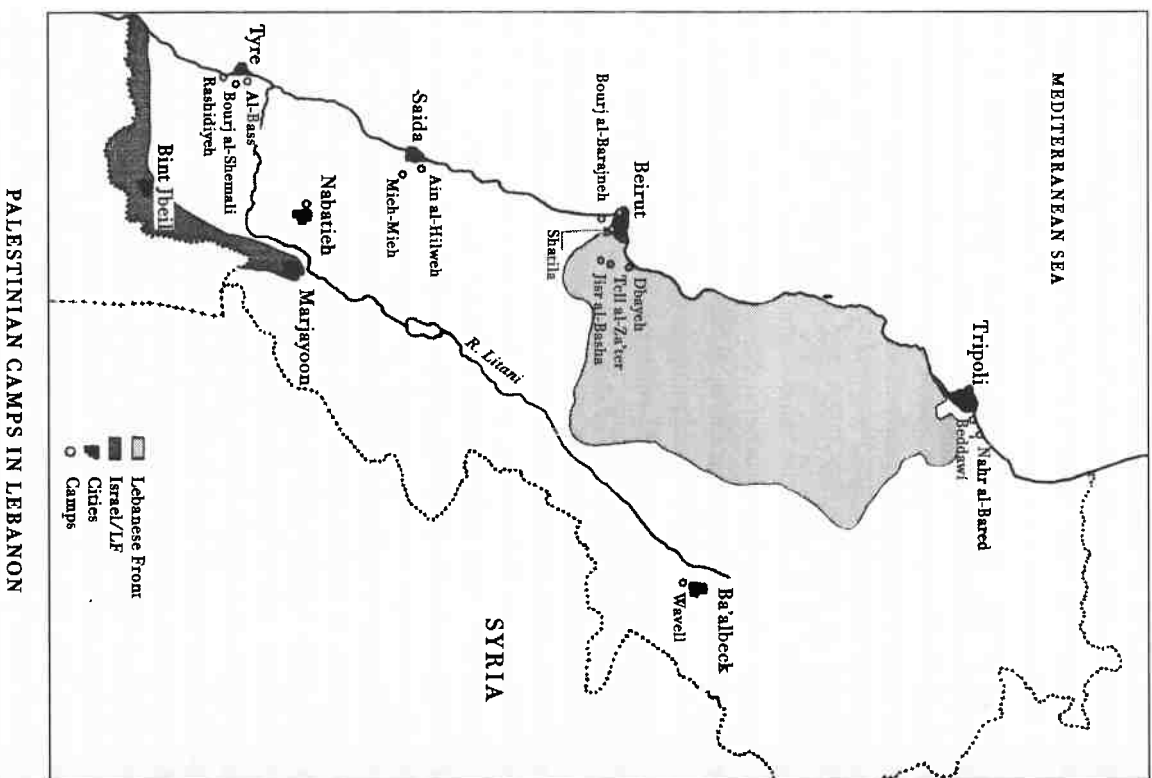 MEDITERRANEAN SEA
Tripoli
Nahr al-Bared
Beddawi
Ba'albeck
Wavell
Beirut
Dbayeh
Tell al-Za'ter
Jisr al-Basha
Bourj al-Barajneh
Shatila
SYRIA
R. Litani
Saida
Ain al-Hilweh
Mieh-Mieh
Nabatieh
Marjayoon
Tyre
Al-Bass
Bourj al-Shemali
Rashidiyeh
Bint Jbeil
Lebanese Front
Israel/LF
Cities
Camps
PALESTINIAN CAMPS IN LEBANON